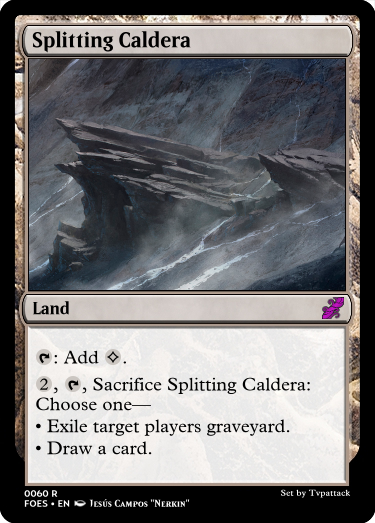 Splitting Caldera
Land
: Add .
2, , Sacrifice Splitting Caldera:
Choose one—
• Exile target players graveyard.
• Draw a card.
0060 R
FOES • EN Jesús Campos "Nerkin"
Set by Tvpattack